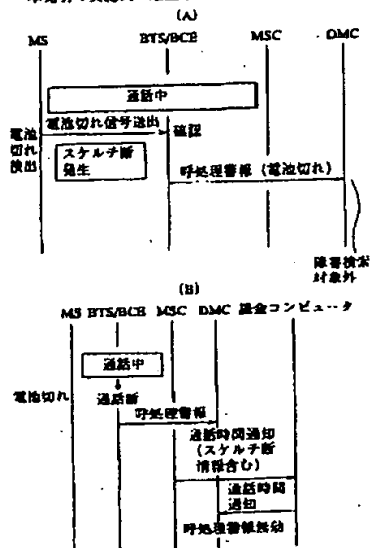 (A)
MS
BTS/BCE
MSC
DMC
通話中
電池切れ信号送出
電池
切れ
検出
確認
スケルチ断
発生
呼処理警報(電池切れ)
障害検索
対象外
(B)
MS BTS/BCE MSC DMC 課金コンピュータ
通話中
電池切れ
通話断
呼処理警報
通話時間通知
(スケルチ断
情報含む)
通話時間
通知
呼処理警報無効